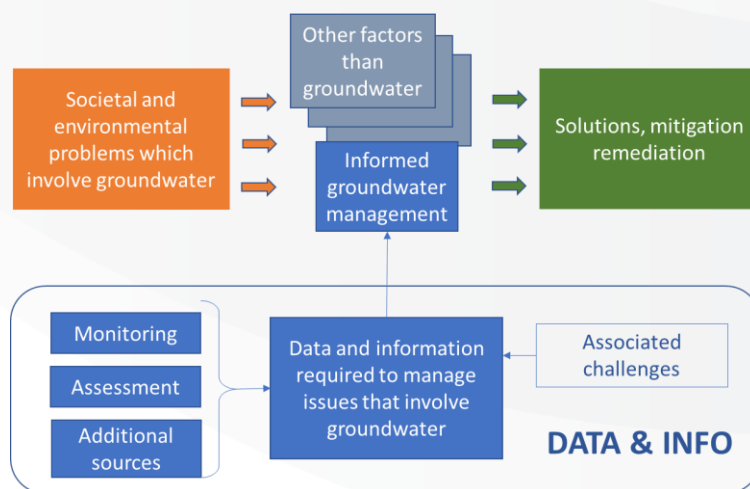 Other factors
than
groundwater
Societal and
environmental
problems which
involve groundwater
Informed
groundwater
management
Solutions, mitigation
remediation
Monitoring
Assessment
Additional
sources
Data and information
required to manage
issues that involve
groundwater
Associated
challenges
DATA & INFO